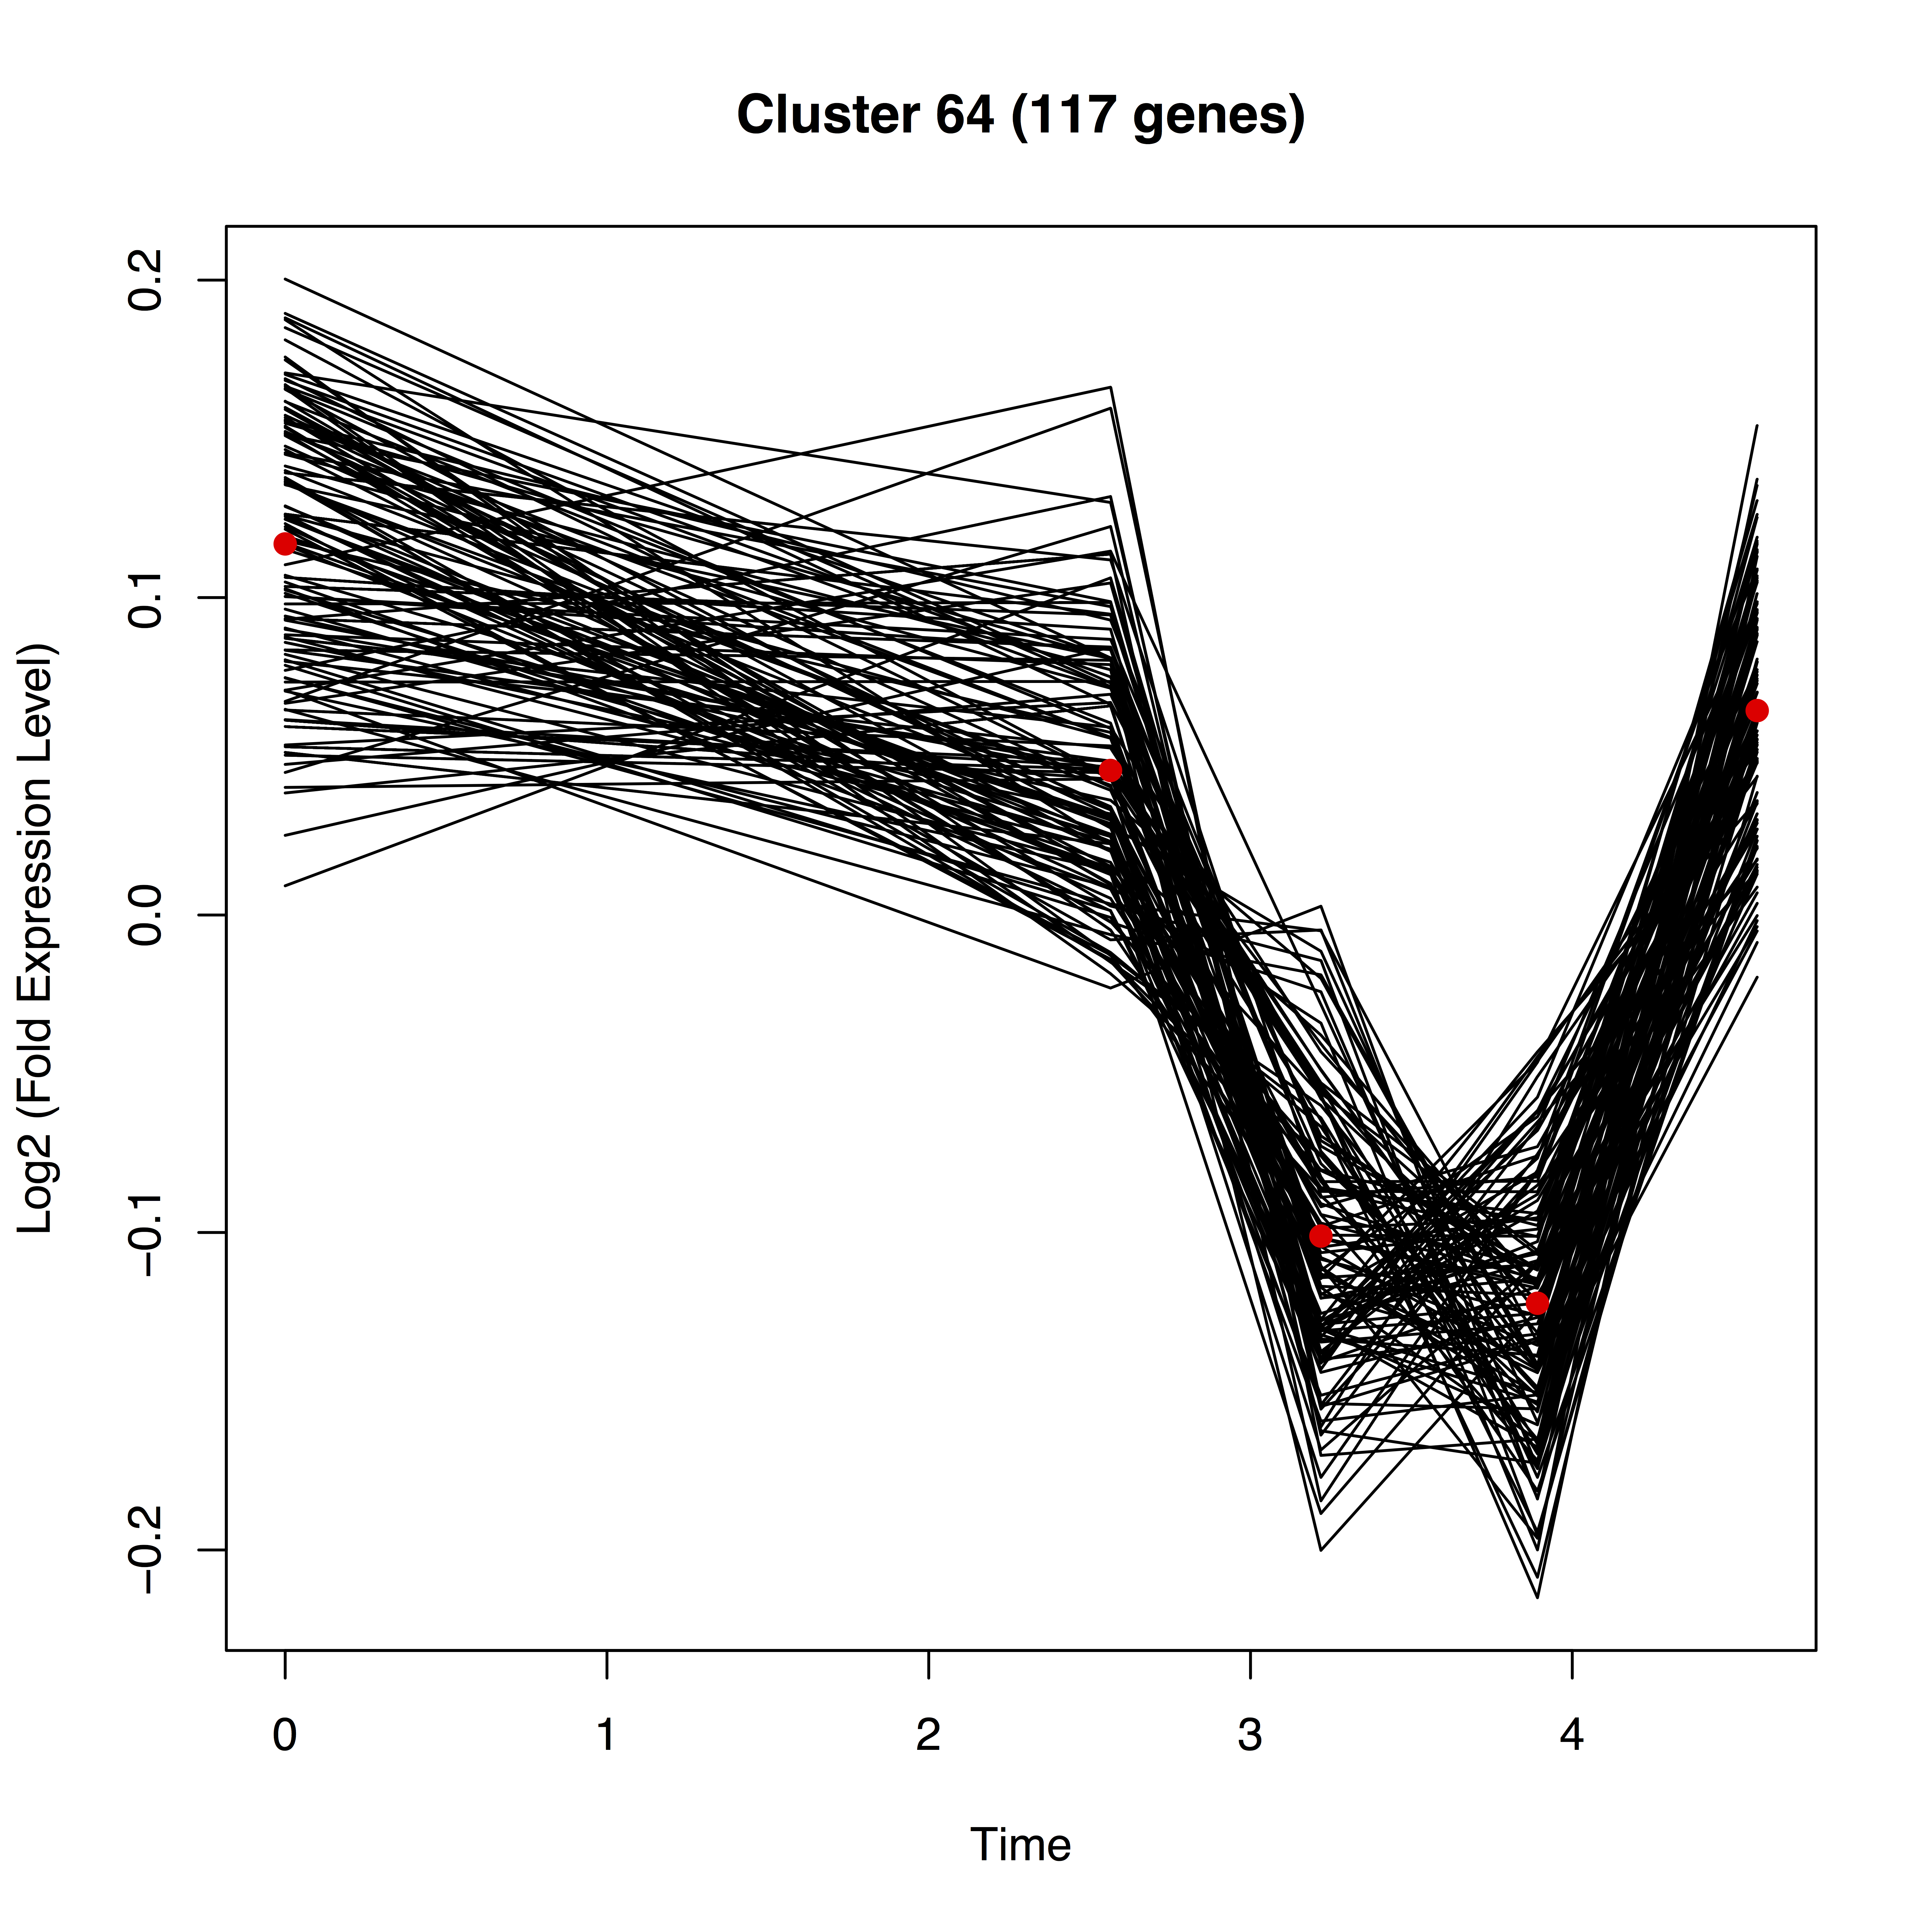 Cluster 64 (117 genes)
Log2 (Fold Expression Level)
0.2
0.1
0.0
−0.1
−0.2
0 1 2 3 4
Time